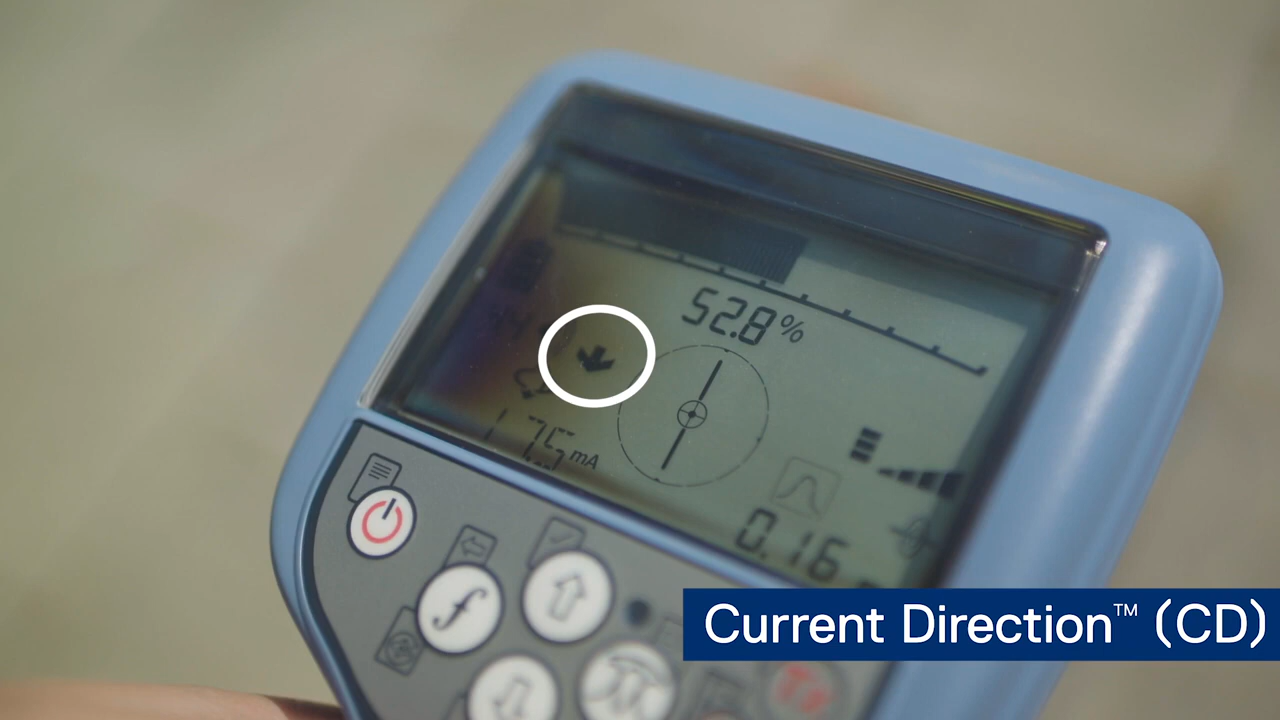 52.8%
1.75 mA
0.16
f
Current Direction™ (CD)